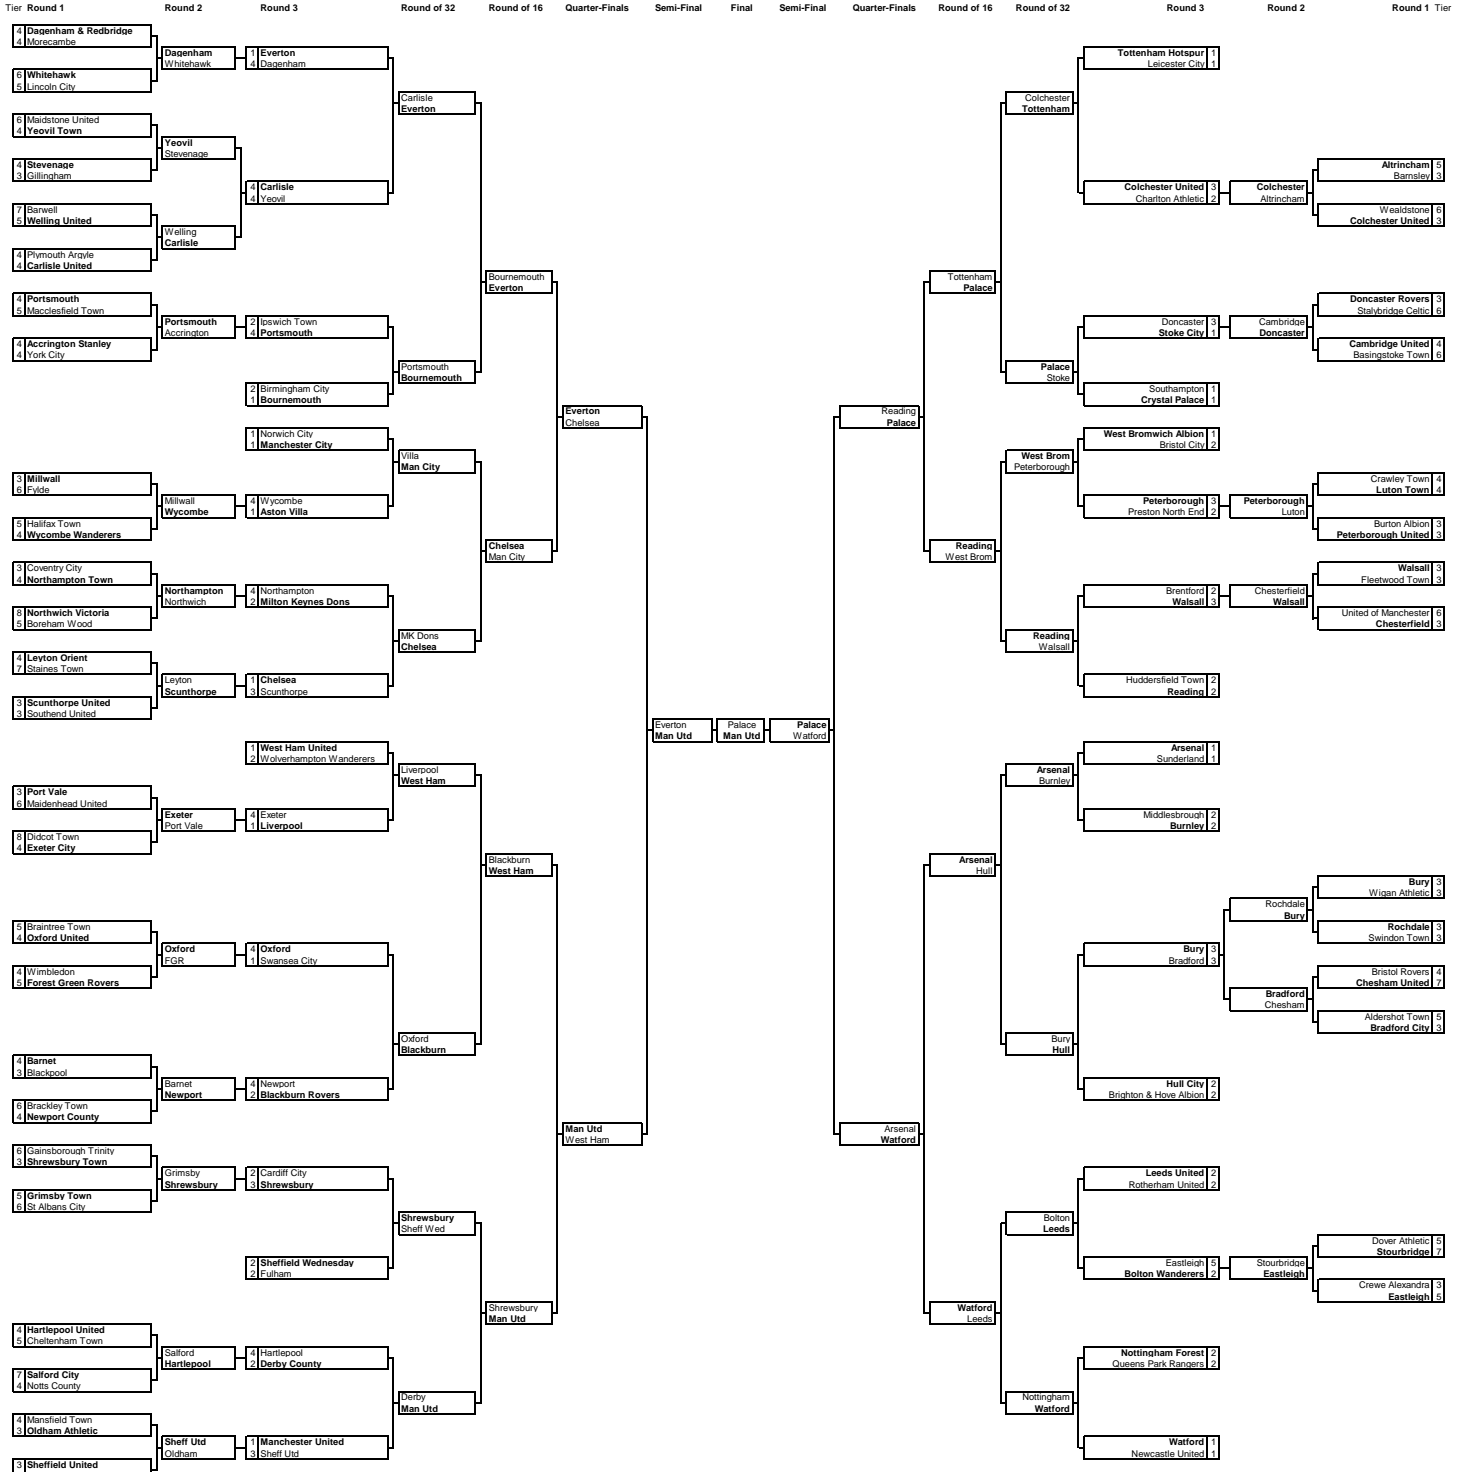 Tier Round 1 Round 2 Round 3 Round of 32 Round of 16 Quarter-Finals Semi-Final Final Semi-Final Quarter-Finals Round of 16 Round of 32 Round 3 Round 2 Round 1 Tier
4 Dagenham & Redbridge
4 Morecambe
6 Whitehawk
5 Lincoln City
6 Maidstone United
4 Yeovil Town
4 Stevenage
3 Gillingham
7 Barwell
5 Welling United
4 Plymouth Argyle
4 Carlisle United
4 Portsmouth
5 Macclesfield Town
4 Accrington Stanley
4 York City
3 Millwall
6 Fylde
5 Halifax Town
4 Wycombe Wanderers
3 Coventry City
4 Northampton Town
8 Northwich Victoria
5 Boreham Wood
4 Leyton Orient
7 Staines Town
3 Scunthorpe United
3 Southend United
3 Port Vale
6 Maidenhead United
8 Didcot Town
4 Exeter City
5 Braintree Town
4 Oxford United
4 Wimbledon
5 Forest Green Rovers
4 Barnet
3 Blackpool
6 Brackley Town
4 Newport County
6 Gainsborough Trinity
3 Shrewsbury Town
5 Grimsby Town
6 St Albans City
4 Hartlepool United
5 Cheltenham Town
7 Salford City
4 Notts County
4 Mansfield Town
3 Oldham Athletic
3 Sheffield United
Dagenham
Whitehawk
Yeovil
Stevenage
Welling
Carlisle
Portsmouth
Accrington
Millwall
Wycombe
Northampton
Northwich
Leyton
Scunthorpe
Exeter
Port Vale
Oxford
FGR
Barnet
Newport
Grimsby
Shrewsbury
Salford
Hartlepool
Sheff Utd
Oldham
1 Everton
4 Dagenham
4 Carlisle
4 Yeovil
2 Ipswich Town
4 Portsmouth
2 Birmingham City
1 Bournemouth
1 Norwich City
1 Manchester City
4 Wycombe
1 Aston Villa
4 Northampton
2 Milton Keynes Dons
1 Chelsea
3 Scunthorpe
1 West Ham United
2 Wolverhampton Wanderers
4 Exeter
1 Liverpool
4 Oxford
1 Swansea City
4 Newport
2 Blackburn Rovers
2 Cardiff City
3 Shrewsbury
2 Sheffield Wednesday
2 Fulham
4 Hartlepool
2 Derby County
1 Manchester United
3 Sheff Utd
Carlisle
Everton
Portsmouth
Bournemouth
Villa
Man City
MK Dons
Chelsea
Liverpool
West Ham
Oxford
Blackburn
Shrewsbury
Sheff Wed
Derby
Man Utd
Bournemouth
Everton
Chelsea
Man City
Blackburn
West Ham
Shrewsbury
Man Utd
Everton
Chelsea
Man Utd
West Ham
Everton
Man Utd
Palace
Man Utd
Palace
Watford
Reading
Palace
Arsenal
Watford
Tottenham
Palace
Reading
West Brom
Arsenal
Hull
Watford
Leeds
Colchester
Tottenham
Palace
Stoke
West Brom
Peterborough
Reading
Walsall
Arsenal
Burnley
Bury
Hull
Bolton
Leeds
Nottingham
Watford
Tottenham Hotspur 1
Leicester City 1
Colchester United 3
Charlton Athletic 2
Doncaster 3
Stoke City 1
Southampton 1
Crystal Palace 1
West Bromwich Albion 1
Bristol City 2
Peterborough 3
Preston North End 2
Brentford 2
Walsall 3
Huddersfield Town 2
Reading 2
Arsenal 1
Sunderland 1
Middlesbrough 2
Burnley 2
Bury 3
Bradford 3
Hull City 2
Brighton & Hove Albion 2
Leeds United 2
Rotherham United 2
Eastleigh 5
Bolton Wanderers 2
Nottingham Forest 2
Queens Park Rangers 2
Watford 1
Newcastle United 1
Colchester
Altrincham
Cambridge
Doncaster
Peterborough
Luton
Chesterfield
Walsall
Rochdale
Bury
Bradford
Chesham
Stourbridge
Eastleigh
Altrincham 5
Barnsley 3
Wealdstone 6
Colchester United 3
Doncaster Rovers 3
Stalybridge Celtic 6
Cambridge United 4
Basingstoke Town 6
Crawley Town 4
Luton Town 4
Burton Albion 3
Peterborough United 3
Walsall 3
Fleetwood Town 3
United of Manchester 6
Chesterfield 3
Bury 3
Wigan Athletic 3
Rochdale 3
Swindon Town 3
Bristol Rovers 4
Chesham United 7
Aldershot Town 5
Bradford City 3
Dover Athletic 5
Stourbridge 7
Crewe Alexandra 3
Eastleigh 5